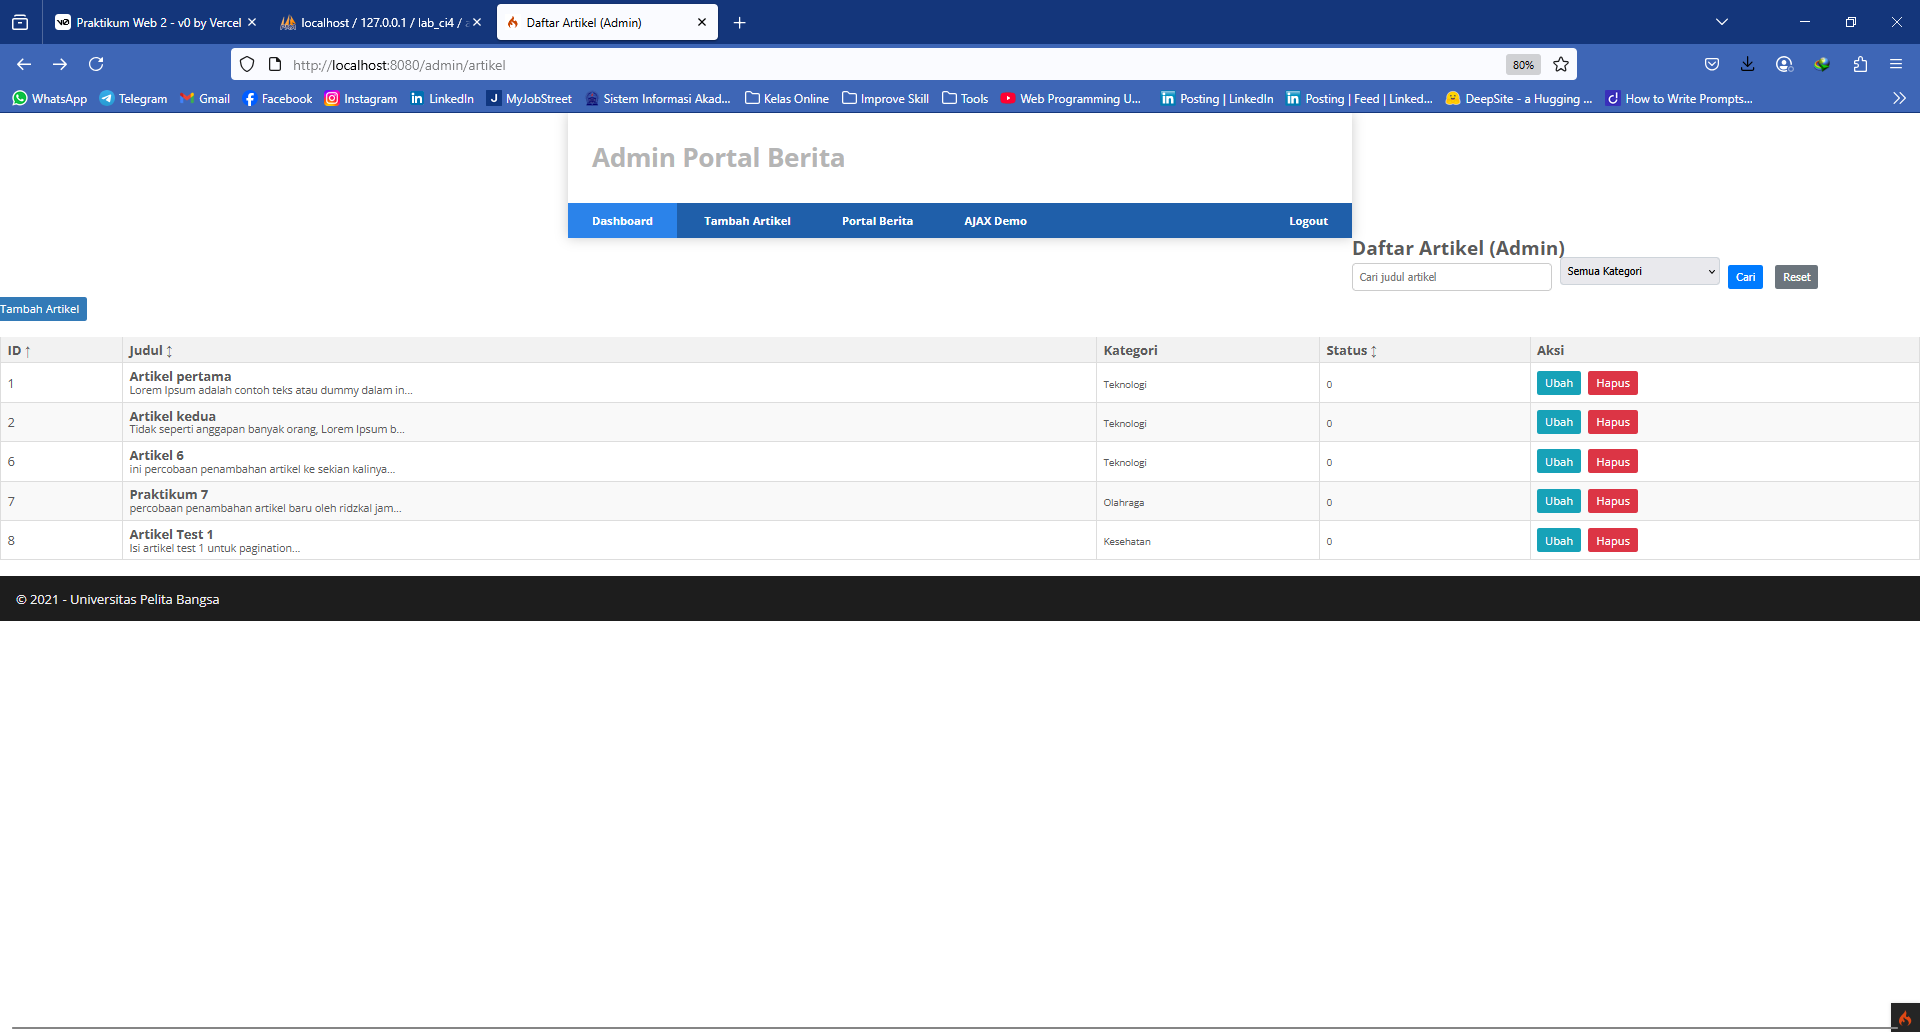 Praktikum Web 2 - v0 by Vercel
localhost / 127.0.0.1 / lab_ci4 /
Daftar Artikel (Admin)
http://localhost:8080/admin/artikel
80%
WhatsApp Telegram Gmail Facebook Instagram LinkedIn MyJobStreet Sistem Informasi Akad... Kelas Online Improve Skill Tools Web Programming U... Posting | LinkedIn Posting | Feed | Linked... DeepSite - a Hugging ... How to Write Prompts...
Admin Portal Berita
Dashboard Tambah Artikel Portal Berita AJAX Demo Logout
Daftar Artikel (Admin)
Cari judul artikel Semua Kategori Cari Reset
Tambah Artikel
ID ↑ Judul ↕ Kategori Status ↕ Aksi
1 Artikel pertama Teknologi 0 Ubah Hapus
Lorem Ipsum adalah contoh teks atau dummy dalam in...
2 Artikel kedua Teknologi 0 Ubah Hapus
Tidak seperti anggapan banyak orang, Lorem Ipsum b...
6 Artikel 6 Teknologi 0 Ubah Hapus
ini percobaan penambahan artikel ke sekian kalinya...
7 Praktikum 7 Olahraga 0 Ubah Hapus
percobaan penambahan artikel baru oleh ridzkal jam...
8 Artikel Test 1 Kesehatan 0 Ubah Hapus
Isi artikel test 1 untuk pagination...
© 2021 - Universitas Pelita Bangsa